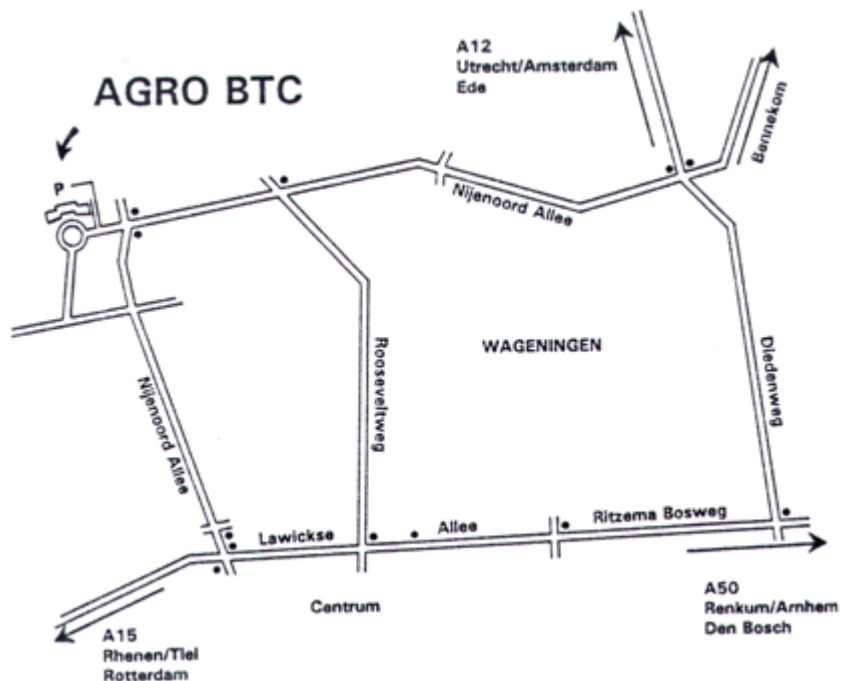 A12
Utrecht/Amsterdam
Ede
AGRO BTC
Bennekom
P
Nijenoord Allee
WAGENINGEN
Rooseveltweg
Diedenweg
Nijenoord Allee
Lawickse
Allee
Ritzema Bosweg
Centrum
A50
Renkum/Arnhem
Den Bosch
A15
Rhenen/Tiel
Rotterdam